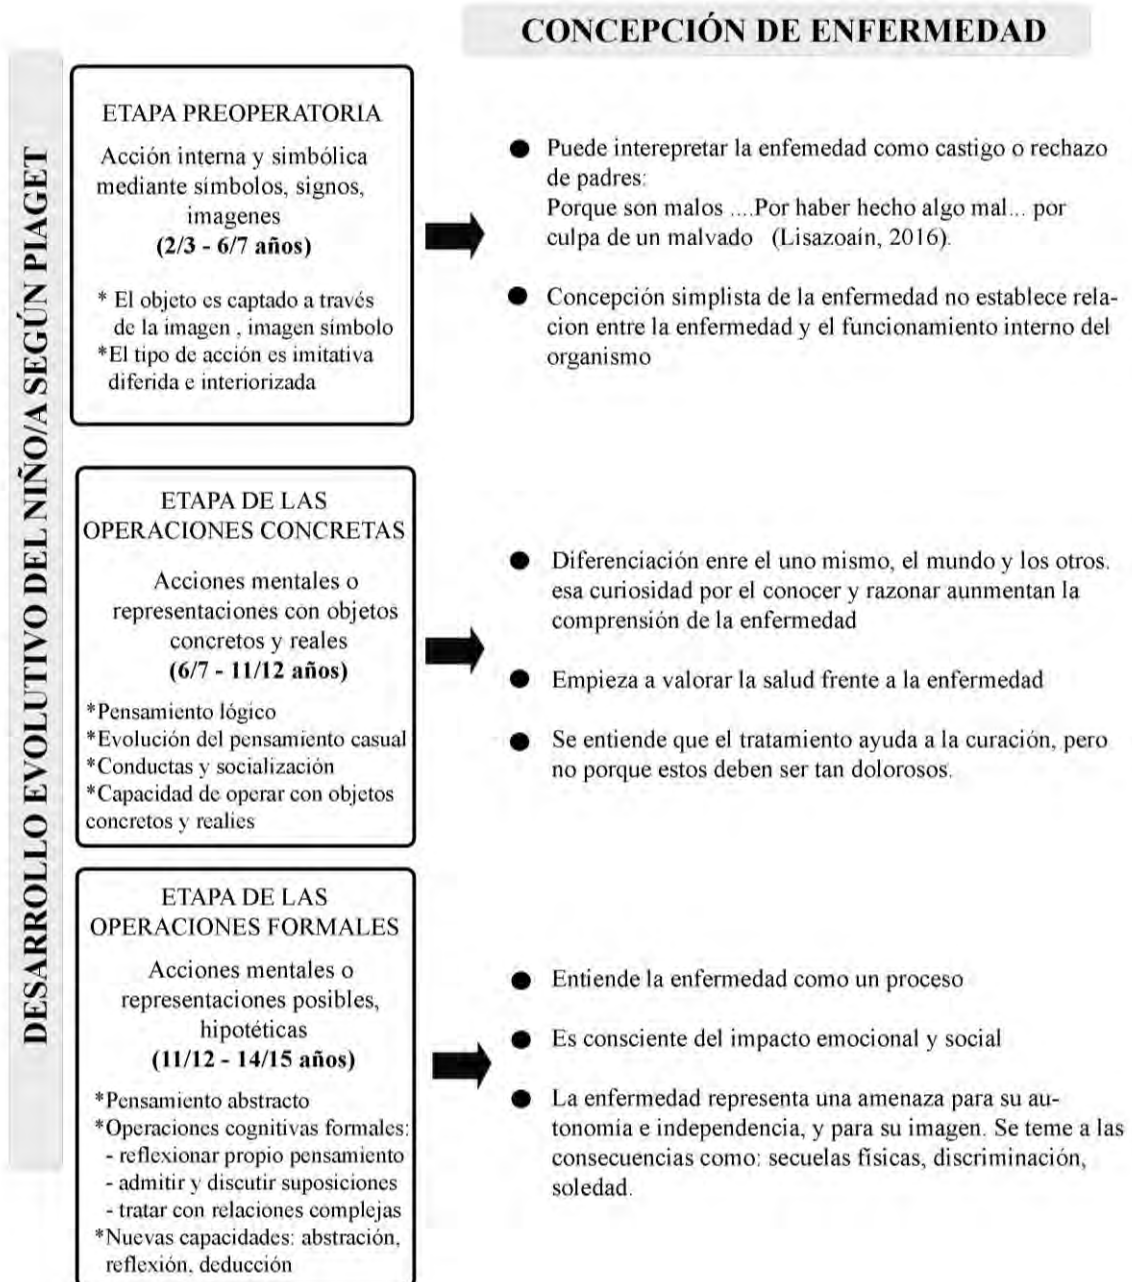 CONCEPCIÓN DE ENFERMEDAD
DESARROLLO EVOLUTIVO DEL NIÑO/A SEGÚN PIAGET
ETAPA PREOPERATORIA
Acción interna y simbólica
mediante símbolos, signos,
imagenes
(2/3 - 6/7 años)
* El objeto es captado a través
de la imagen , imagen símbolo
*El tipo de acción es imitativa
diferida e interiorizada
● Puede interepretar la enfemedad como castigo o rechazo
de padres:
Porque son malos ....Por haber hecho algo mal... por
culpa de un malvado (Lisazoain, 2016).
● Concepción simplista de la enfermedad no establece rela-
cion entre la enfermedad y el funcionamiento interno del
organismo
ETAPA DE LAS
OPERACIONES CONCRETAS
Acciones mentales o
representaciones con objetos
concretos y reales
(6/7 - 11/12 años)
*Pensamiento lógico
*Evolución del pensamiento casual
*Conductas y socialización
*Capacidad de operar con objetos
concretos y realies
● Diferenciación enre el uno mismo, el mundo y los otros.
esa curiosidad por el conocer y razonar aunmentan la
comprensión de la enfermedad
● Empieza a valorar la salud frente a la enfermedad
● Se entiende que el tratamiento ayuda a la curación, pero
no porque estos deben ser tan dolorosos.
ETAPA DE LAS
OPERACIONES FORMALES
Acciones mentales o
representaciones posibles,
hipotéticas
(11/12 - 14/15 años)
*Pensamiento abstracto
*Operaciones cognitivas formales:
- reflexionar propio pensamiento
- admitir y discutir suposiciones
- tratar con relaciones complejas
*Nuevas capacidades: abstración,
reflexión, deducción
● Entiende la enfermedad como un proceso
● Es consciente del impacto emocional y social
● La enfermedad representa una amenaza para su au-
tonomia e independencia, y para su imagen. Se teme a las
consecuencias como: secuelas físicas, discriminación,
soledad.